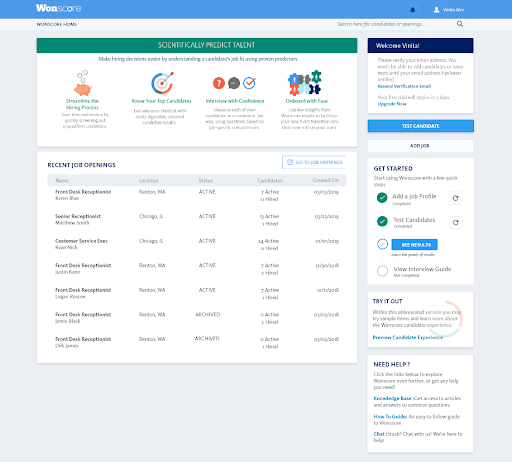 Wonscore
Vinita Alre
WONSCORE HOME
Search here for candidates or openings...
SCIENTIFICALLY PREDICT TALENT
Make hiring decisions easier by understanding a candidate's job fit using proven predictors
Streamline the
Hiring Process
Save time and money by
quickly screening out
unqualified candidates.
Know Your Top Candidates
Evaluate your shortlist with
easily digestible, detailed
candidate results.
Interview with Confidence
Measure each of your
candidates in a consistent, fair
way, using questions based on
job-specific competencies.
Onboard with Ease
Use key insights from
Wonscore results to facilitate
your new hire's transition into
their new role on your team.
RECENT JOB OPENINGS
GO TO JOB OPENINGS
Name Location Status Candidates Created On
Front Desk Receptionist Renton, WA ACTIVE 7 Active 03/03/2019
Karen Blue 0 Hired
Senior Receptionist Chicago, IL ACTIVE 13 Active 03/22/2019
Matthew Smith 1 Hired
Customer Service Exec Chicago, IL ACTIVE 24 Active 01/01/2019
Ryan Nick 0 Hired
Front Desk Receptionist Renton, WA ACTIVE 7 Active 12/30/2018
Justin Kane 2 Hired
Front Desk Receptionist Renton, WA ACTIVE 7 Active 12/11/2018
Logan Roscoe 1 Hired
Front Desk Receptionist Renton, WA ARCHIVED 0 Active 03/03/2018
Jamie Black 2 Hired
Front Desk Receptionist Renton, WA ARCHIVED 0 Active 03/03/2018
Deb James 1 Hired
Welcome Vinita!
Please verify your email address. You
won't be able to add candidates or issue
tests until your email address has been
verified.
Resend Verification Email
Your free trial will expire in 5 days.
Upgrade Now
TEST CANDIDATE
ADD JOB
GET STARTED
Start using Wonscore with a few quick
steps
Add a Job Profile
Completed
Test Candidates
Completed
SEE RESULTS
Learn the power of results
View Interview Guide
Not Completed
TRY IT OUT
Within this abbreviated version you may
try sample items and learn more about
the Wonscore candidate experience.
Preview Candidate Experience
NEED HELP ?
Click the links below to explore
Wonscore even further, or get any help
you need!
Knowledge Base :Get access to articles
and answers to common questions
How To Guide: An easy to follow guide
to Wonscore
Chat :Stuck? Chat with us! We're here to
help!